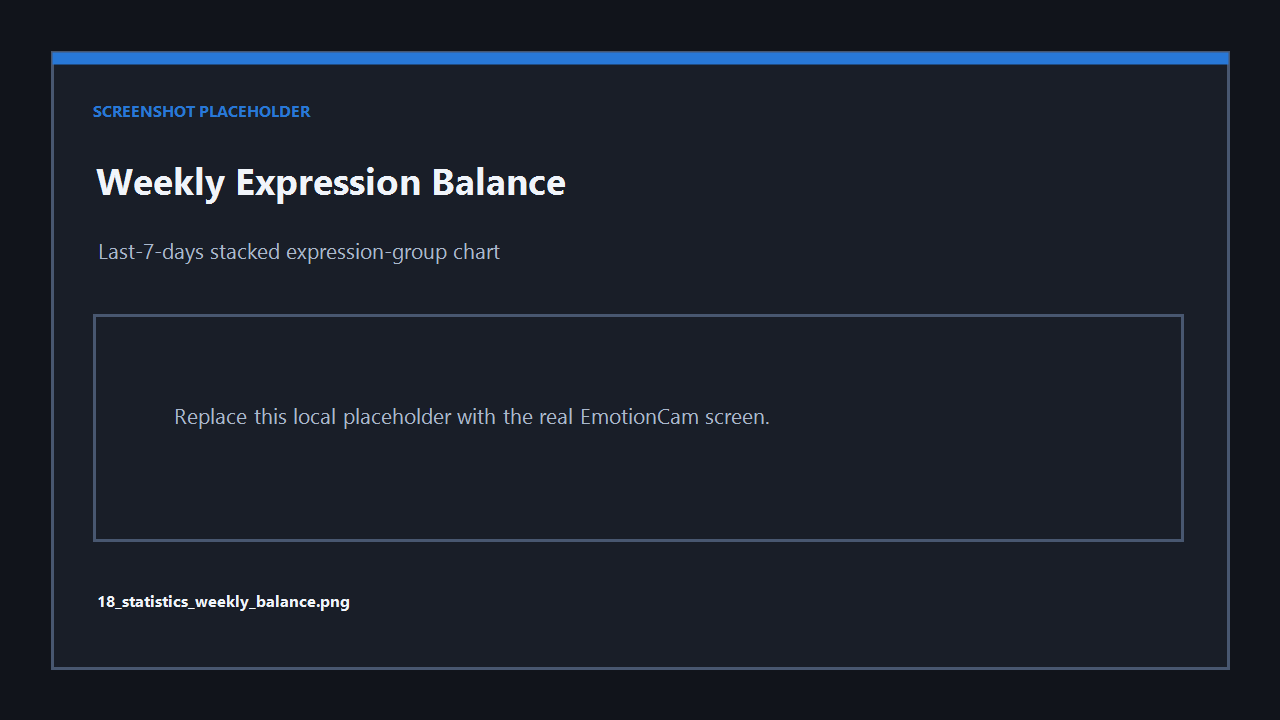 SCREENSHOT PLACEHOLDER
Weekly Expression Balance
Last-7-days stacked expression-group chart
Replace this local placeholder with the real EmotionCam screen.
18_statistics_weekly_balance.png